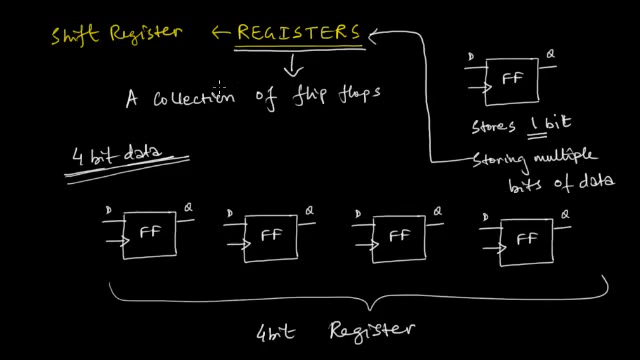 Shift Register ← REGISTERS
A collection of flip flops
D Q
FF
Stores 1 bit
Storing multiple
bits of data
4 bit data
D Q D Q D Q D Q
FF FF FF FF
4bit Register